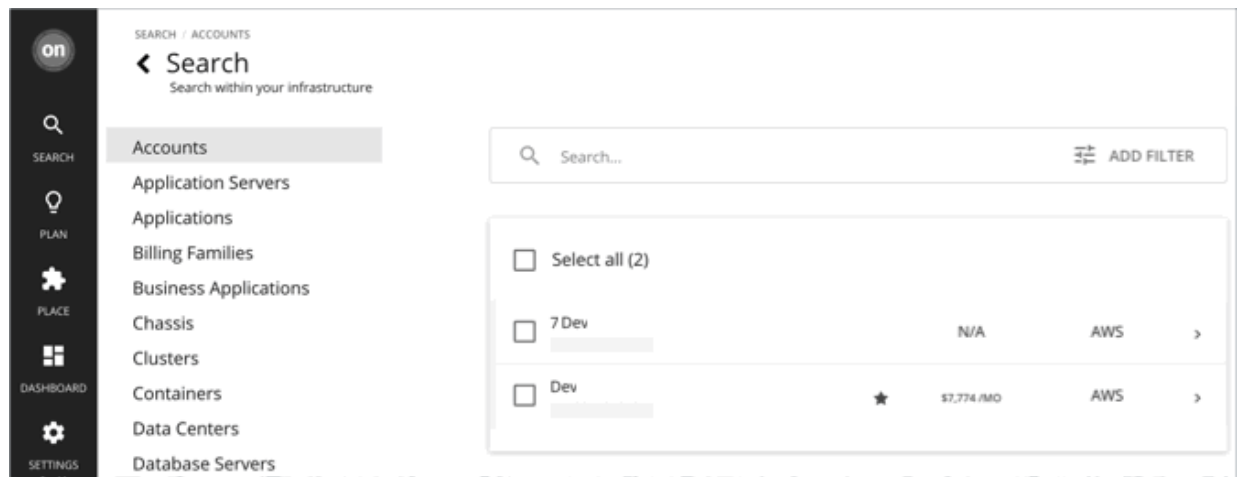 on
SEARCH
PLAN
PLACE
DASHBOARD
SETTINGS
SEARCH / ACCOUNTS
Search
Search within your infrastructure
Accounts
Application Servers
Applications
Billing Families
Business Applications
Chassis
Clusters
Containers
Data Centers
Database Servers
Search...
ADD FILTER
Select all (2)
7 Dev N/A AWS
Dev $7,774 /MO AWS